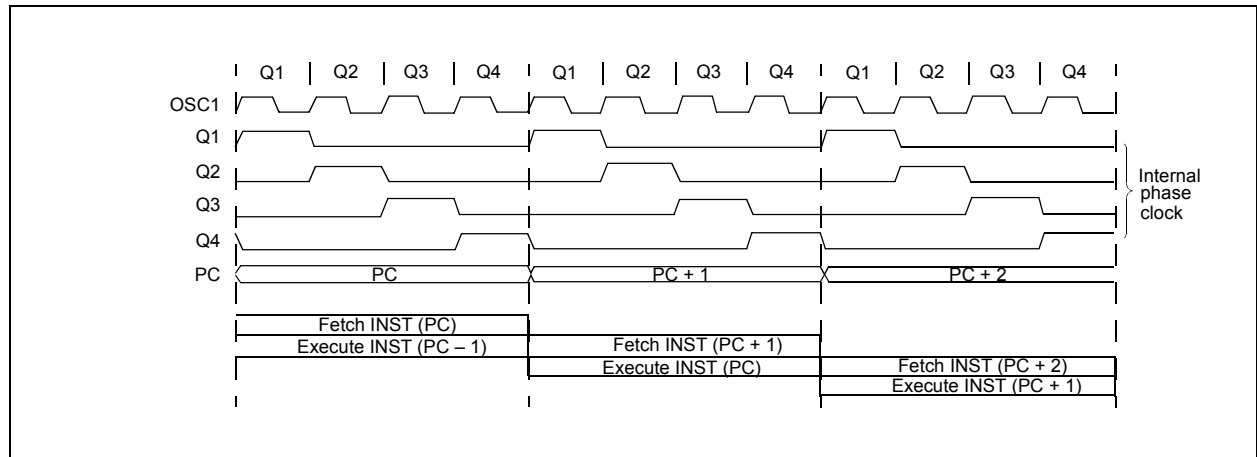 Q1 Q2 Q3 Q4 Q1 Q2 Q3 Q4 Q1 Q2 Q3 Q4
OSC1
Q1
Q2
Q3
Q4
PC
PC PC + 1 PC + 2
Internal
phase
clock
Fetch INST (PC)
Execute INST (PC – 1) Fetch INST (PC + 1)
Execute INST (PC) Fetch INST (PC + 2)
Execute INST (PC + 1)